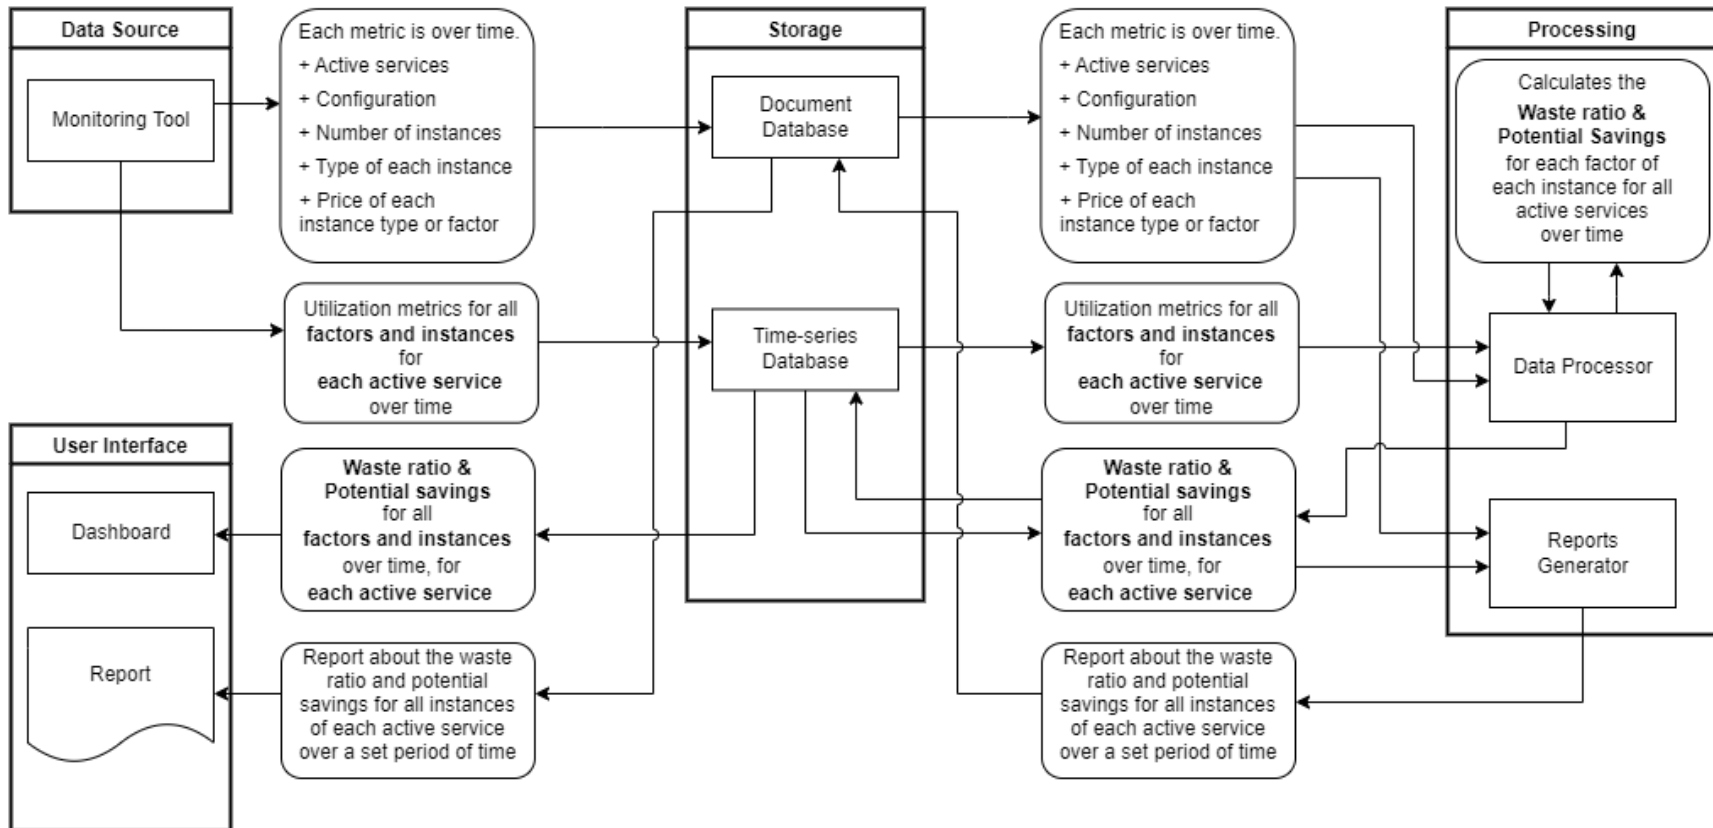 Data Source
Monitoring Tool
Each metric is over time.
+ Active services
+ Configuration
+ Number of instances
+ Type of each instance
+ Price of each
instance type or factor
Storage
Document
Database
Each metric is over time.
+ Active services
+ Configuration
+ Number of instances
+ Type of each instance
+ Price of each
instance type or factor
Processing
Calculates the
Waste ratio &
Potential Savings
for each factor of
each instance for all
active services
over time
Utilization metrics for all
factors and instances
for
each active service
over time
Time-series
Database
Utilization metrics for all
factors and instances
for
each active service
over time
Data Processor
User Interface
Dashboard
Waste ratio &
Potential savings
for all
factors and instances
over time, for
each active service
Waste ratio &
Potential savings
for all
factors and instances
over time, for
each active service
Reports
Generator
Report
Report about the waste
ratio and potential
savings for all instances
of each active service
over a set period of time
Report about the waste
ratio and potential
savings for all instances
of each active service
over a set period of time